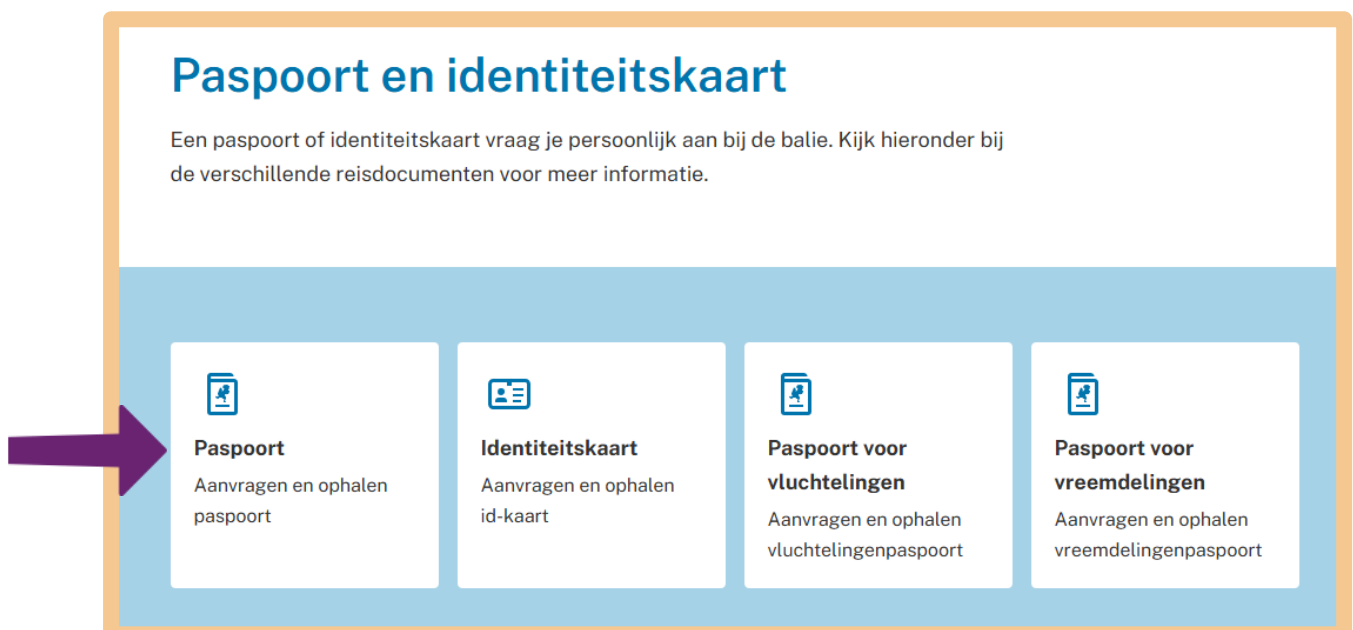 Paspoort en identiteitskaart
Een paspoort of identiteitskaart vraag je persoonlijk aan bij de balie. Kijk hieronder bij
de verschillende reisdocumenten voor meer informatie.
Paspoort
Aanvragen en ophalen
paspoort
Identiteitskaart
Aanvragen en ophalen
id-kaart
Paspoort voor
vluchtelingen
Aanvragen en ophalen
vluchtelingenpaspoort
Paspoort voor
vreemdelingen
Aanvragen en ophalen
vreemdelingenpaspoort